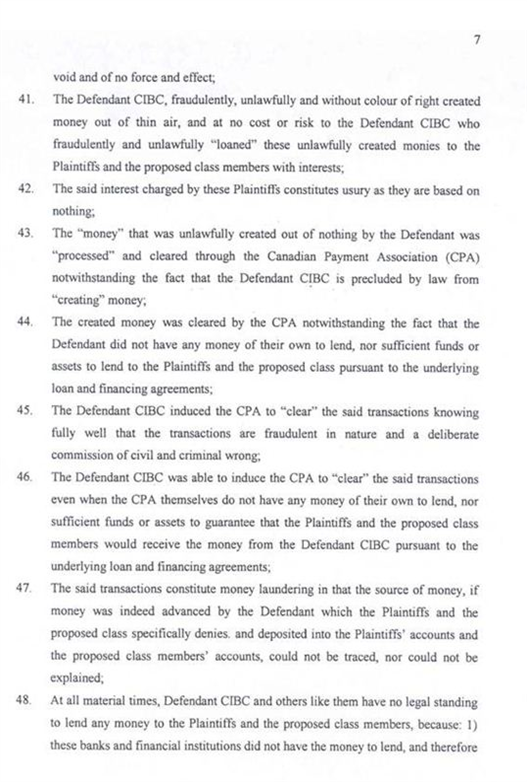 7
void and of no force and effect;
41. The Defendant CIBC, fraudulently, unlawfully and without colour of right created
money out of thin air, and at no cost or risk to the Defendant CIBC who
fraudulently and unlawfully “loaned” these unlawfully created monies to the
Plaintiffs and the proposed class members with interests;
42. The said interest charged by these Plaintiffs constitutes usury as they are based on
nothing;
43. The “money” that was unlawfully created out of nothing by the Defendant was
“processed” and cleared through the Canadian Payment Association (CPA)
notwithstanding the fact that the Defendant CIBC is precluded by law from
“creating” money;
44. The created money was cleared by the CPA notwithstanding the fact that the
Defendant did not have any money of their own to lend, nor sufficient funds or
assets to lend to the Plaintiffs and the proposed class pursuant to the underlying
loan and financing agreements;
45. The Defendant CIBC induced the CPA to “clear” the said transactions knowing
fully well that the transactions are fraudulent in nature and a deliberate
commission of civil and criminal wrong;
46. The Defendant CIBC was able to induce the CPA to “clear” the said transactions
even when the CPA themselves do not have any money of their own to lend, nor
sufficient funds or assets to guarantee that the Plaintiffs and the proposed class
members would receive the money from the Defendant CIBC pursuant to the
underlying loan and financing agreements;
47. The said transactions constitute money laundering in that the source of money, if
money was indeed advanced by the Defendant which the Plaintiffs and the
proposed class specifically denies. and deposited into the Plaintiffs’ accounts and
the proposed class members’ accounts, could not be traced, nor could not be
explained;
48. At all material times, Defendant CIBC and others like them have no legal standing
to lend any money to the Plaintiffs and the proposed class members, because: 1)
these banks and financial institutions did not have the money to lend, and therefore